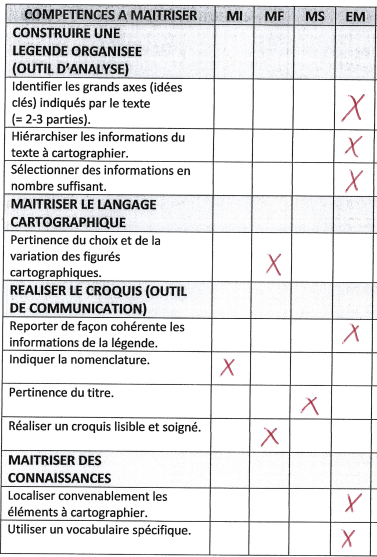 COMPETENCES A MAITRISER MI MF MS EM
CONSTRUIRE UNE
LEGENDE ORGANISEE
(OUTIL D'ANALYSE)
Identifier les grands axes (idées
clés) indiqués par le texte
(= 2-3 parties). X
Hiérarchiser les informations du
texte à cartographier. X
Sélectionner des informations en
nombre suffisant. X
MAITRISER LE LANGAGE
CARTOGRAPHIQUE
Pertinence du choix et de la
variation des figurés
cartographiques. X
REALISER LE CROQUIS (OUTIL
DE COMMUNICATION)
Reporter de façon cohérente les
informations de la légende. X
Indiquer la nomenclature. X
Pertinence du titre. X
Réaliser un croquis lisible et soigné. X
MAITRISER DES
CONNAISSANCES
Localiser convenablement les
éléments à cartographier. X
Utiliser un vocabulaire spécifique. X